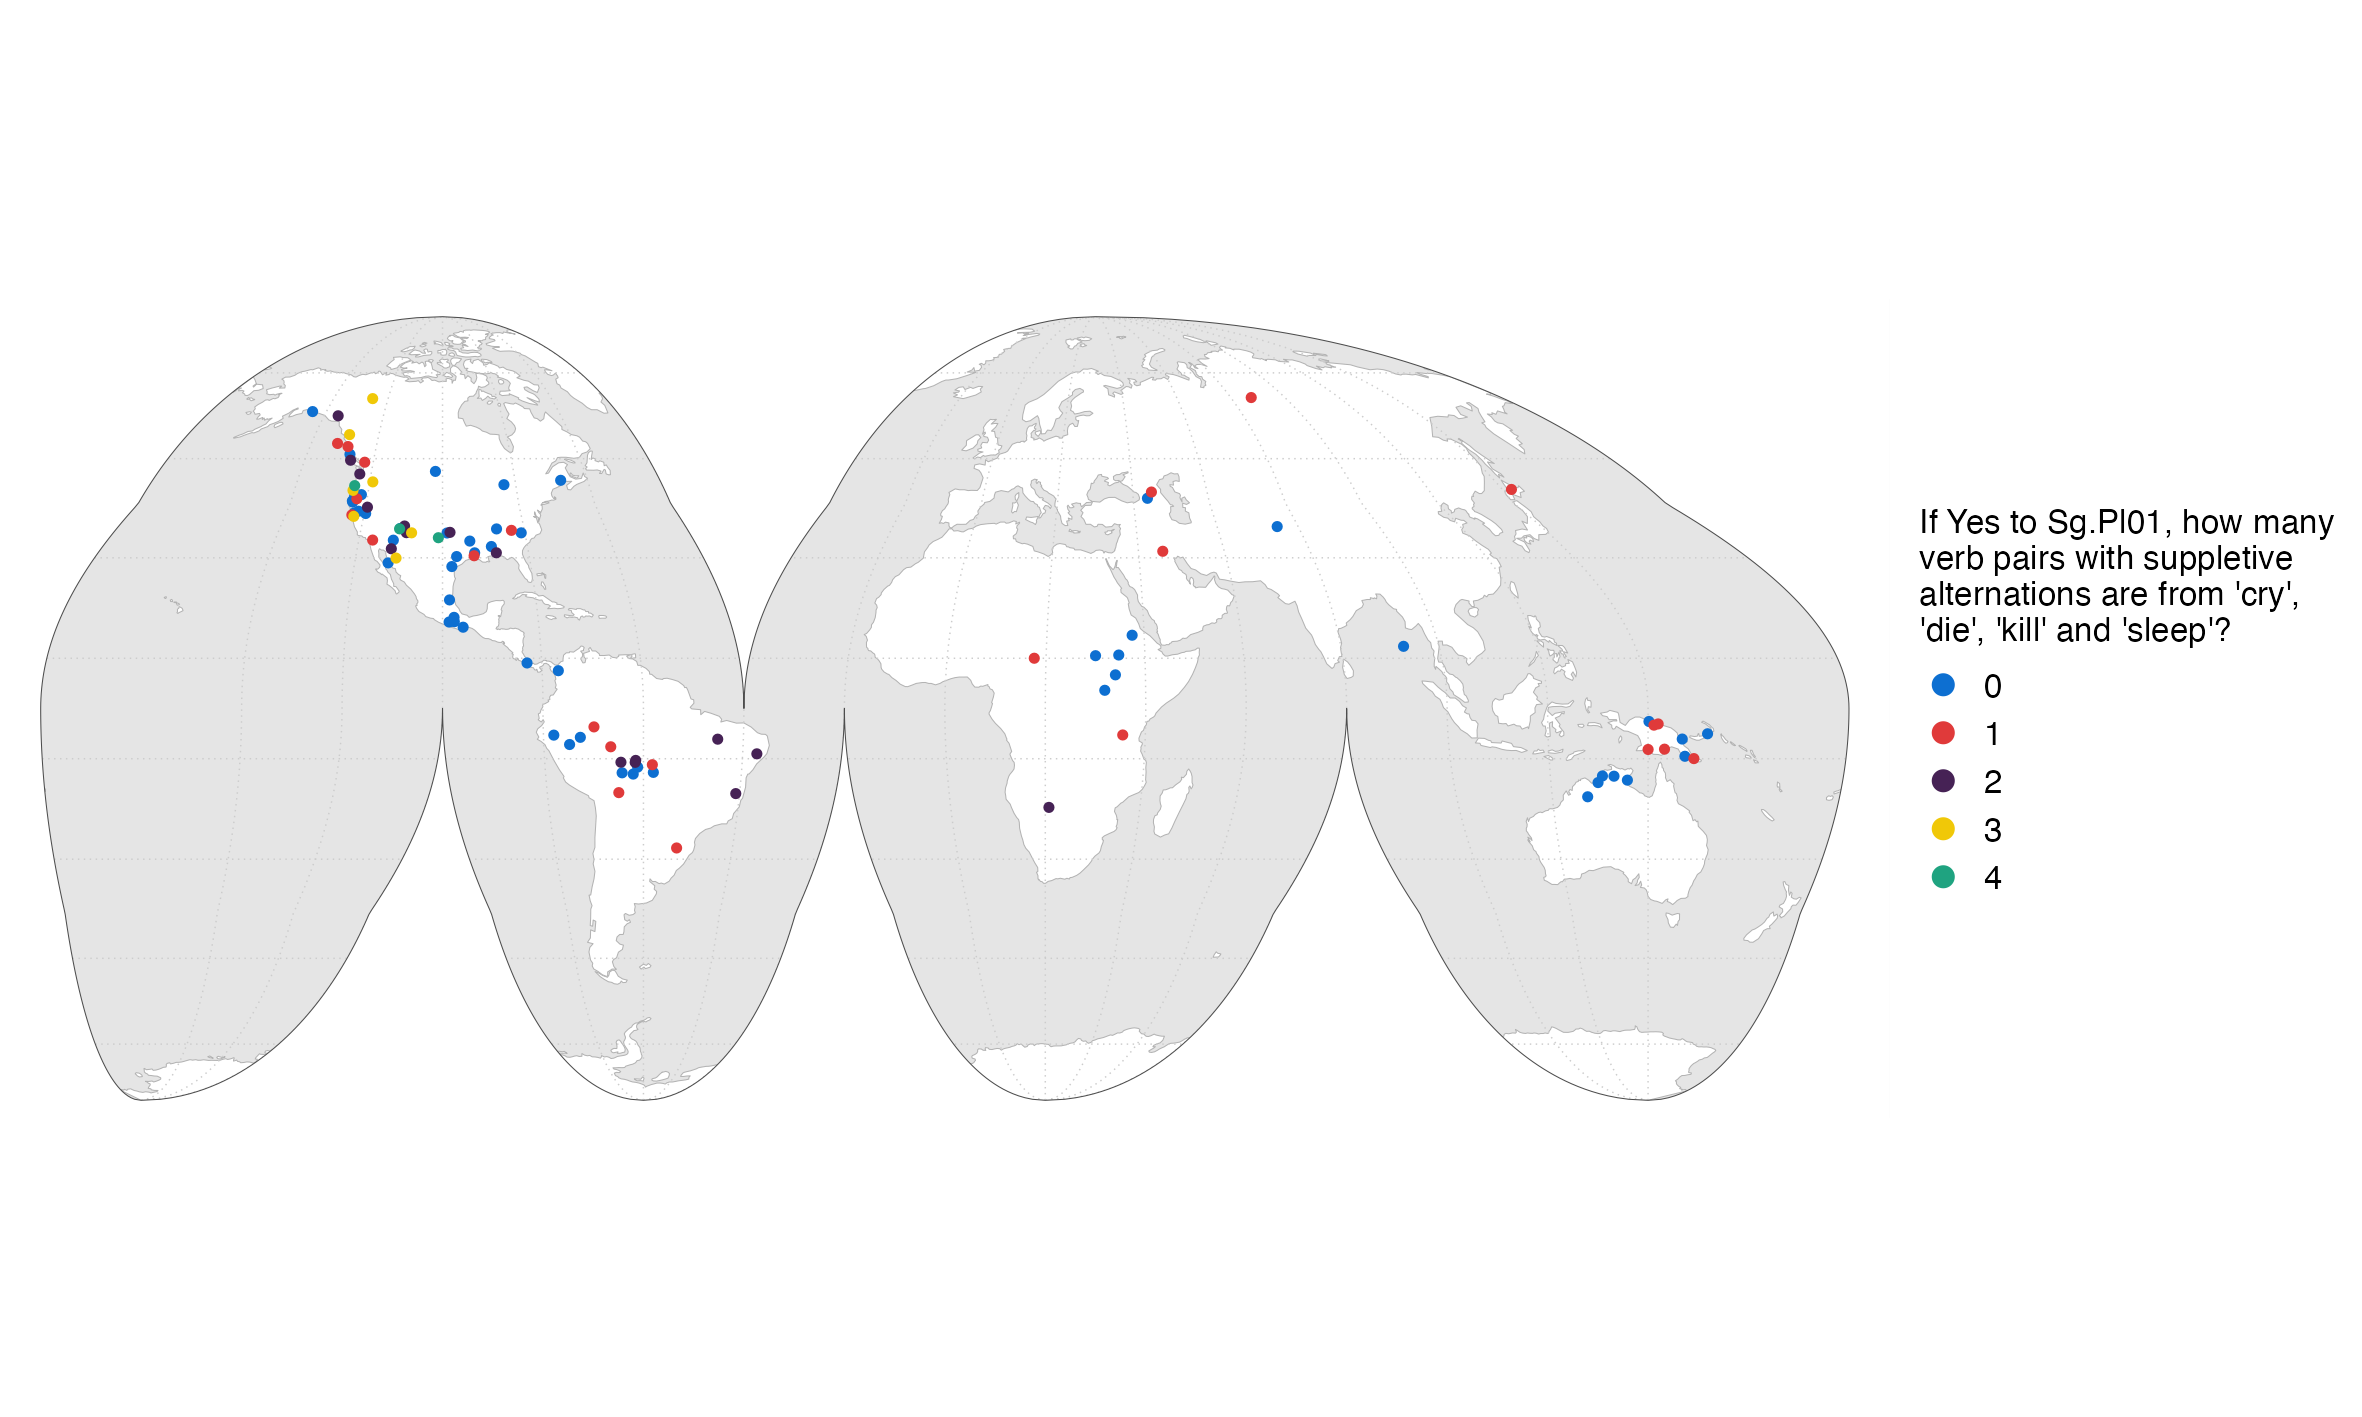 If Yes to Sg.Pl01, how many
verb pairs with suppletive
alternations are from 'cry',
'die', 'kill' and 'sleep'?
0
1
2
3
4